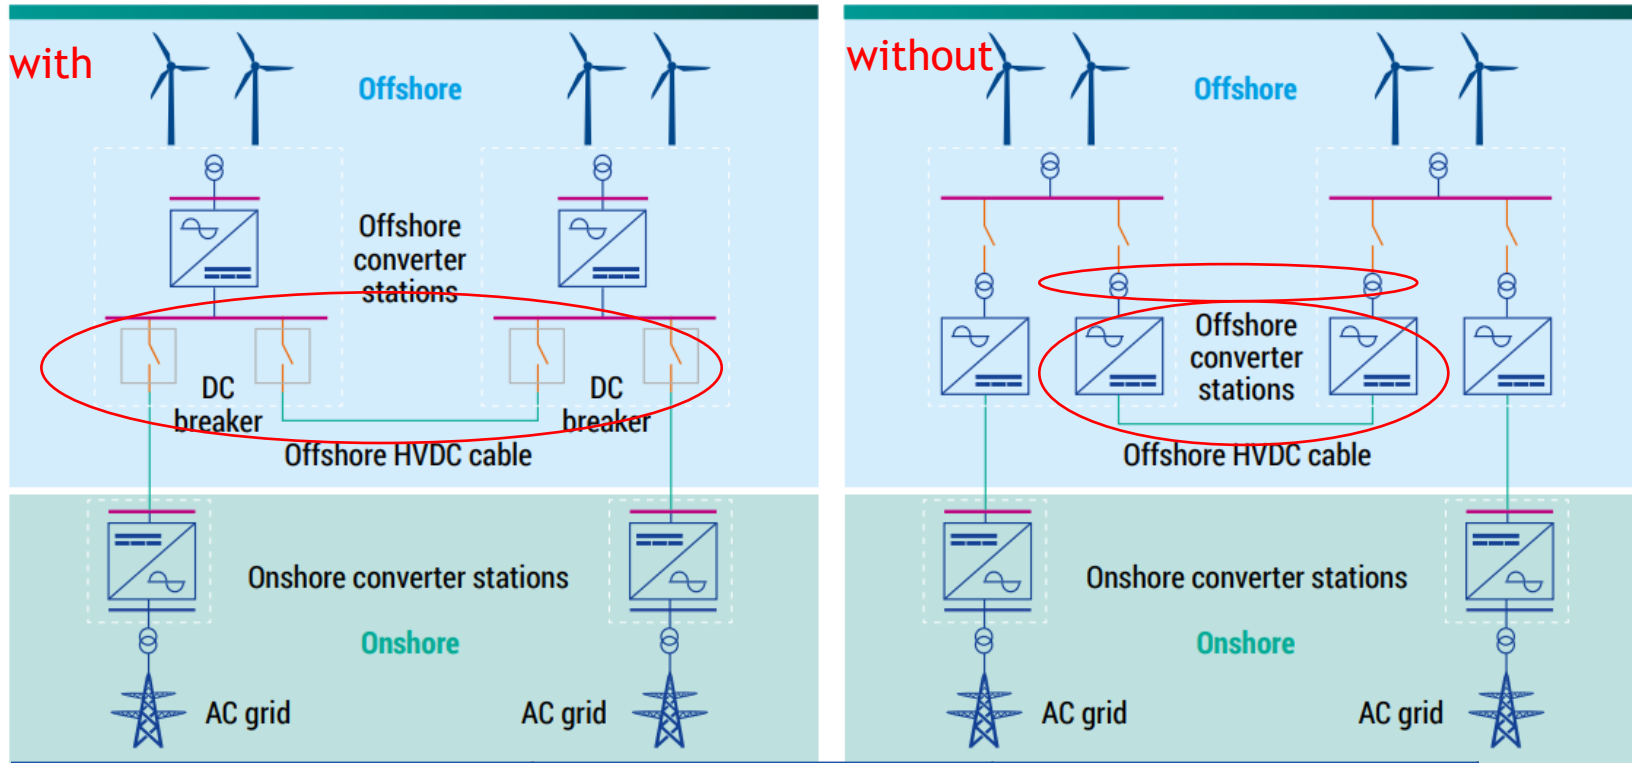 with
Offshore
Offshore
converter
stations
DC
breaker
DC
breaker
Offshore HVDC cable
Onshore converter stations
Onshore
AC grid
AC grid
without
Offshore
Offshore
converter
stations
Offshore HVDC cable
Onshore converter stations
Onshore
AC grid
AC grid